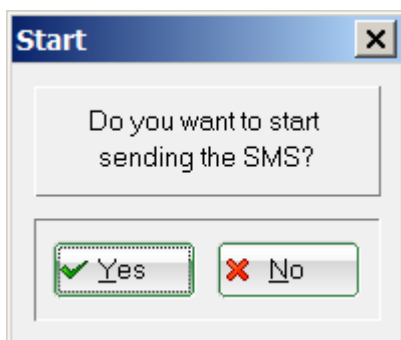 Start
Do you want to start
sending the SMS?
Yes
No